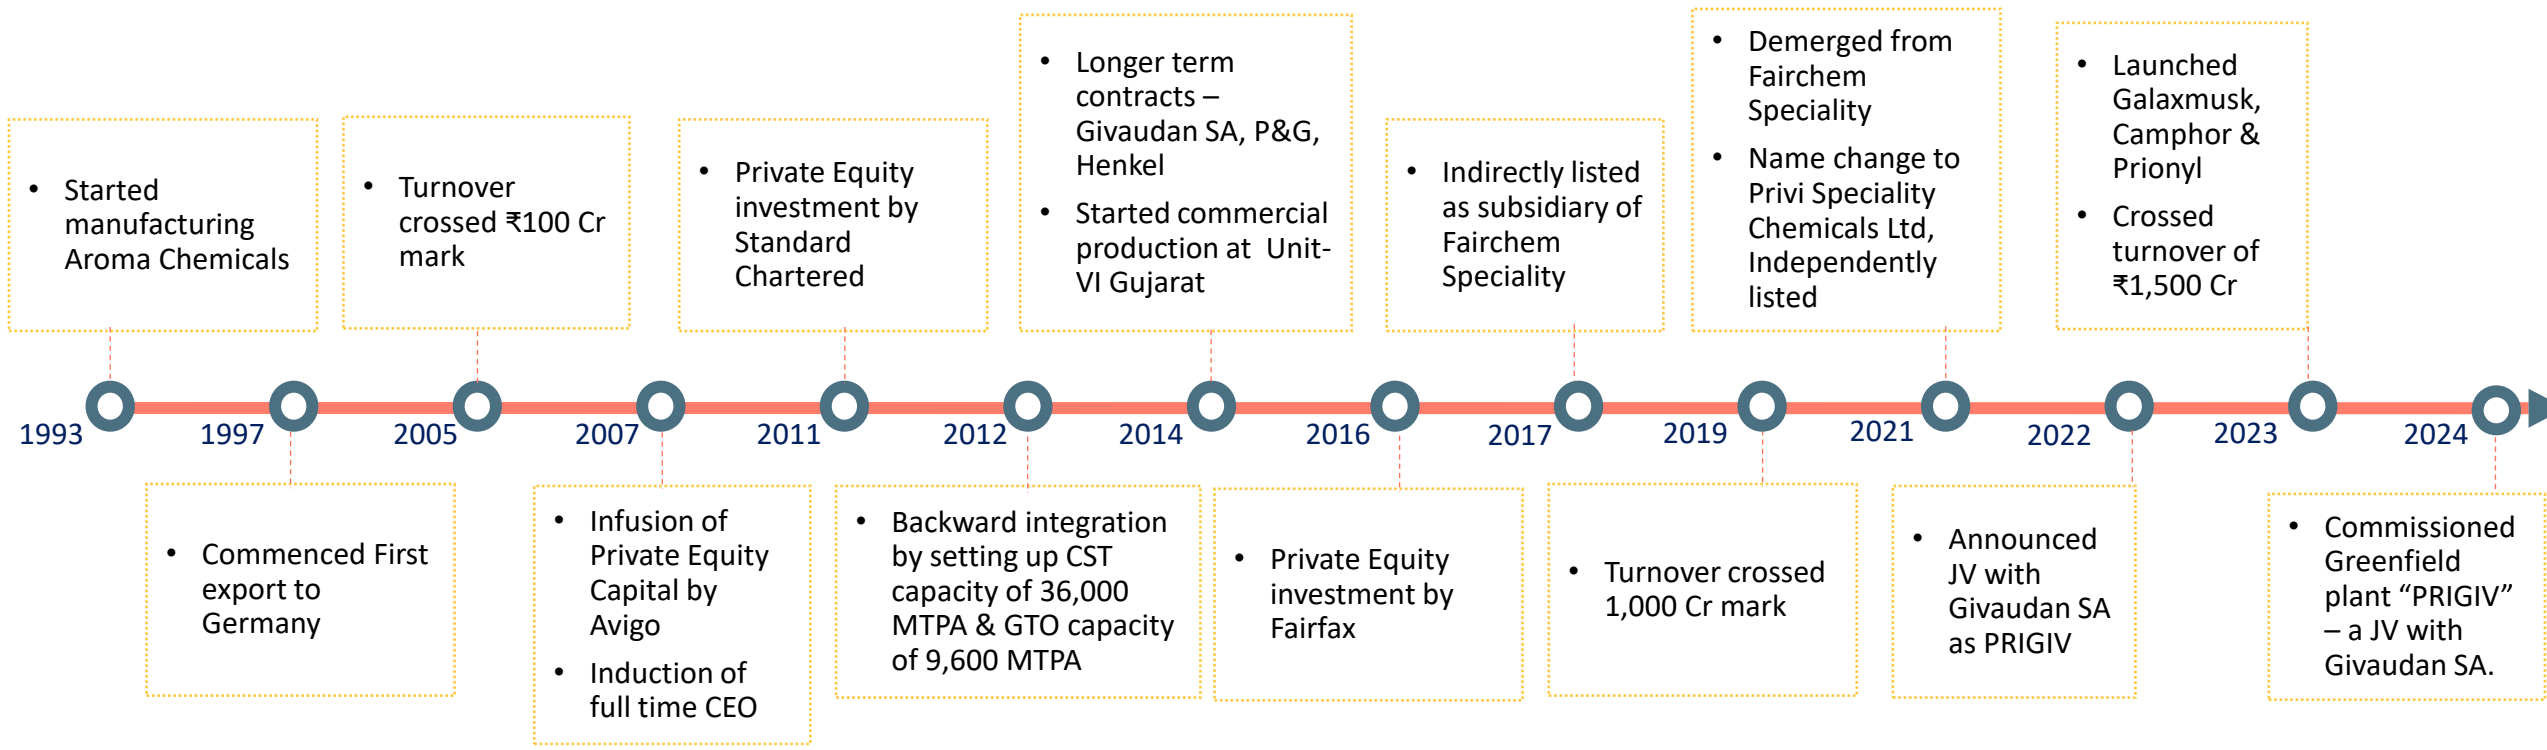 • Started
manufacturing
Aroma Chemicals
• Turnover
crossed ₹100 Cr
mark
• Private Equity
investment by
Standard
Chartered
• Longer term
contracts –
Givaudan SA, P&G,
Henkel
• Started commercial
production at Unit-
VI Gujarat
• Indirectly listed
as subsidiary of
Fairchem
Speciality
• Demerged from
Fairchem
Speciality
• Name change to
Privi Speciality
Chemicals Ltd,
Independently
listed
• Launched
Galaxmusk,
Camphor &
Prionyl
• Crossed
turnover of
₹1,500 Cr
1993
1997
2005
2007
2011
2012
2014
2016
2017
2019
2021
2022
2023
2024
• Commenced First
export to
Germany
• Infusion of
Private Equity
Capital by
Avigo
• Induction of
full time CEO
• Backward integration
by setting up CST
capacity of 36,000
MTPA & GTO capacity
of 9,600 MTPA
• Private Equity
investment by
Fairfax
• Turnover crossed
1,000 Cr mark
• Announced
JV with
Givaudan SA
as PRIGIV
• Commissioned
Greenfield
plant “PRIGIV”
– a JV with
Givaudan SA.